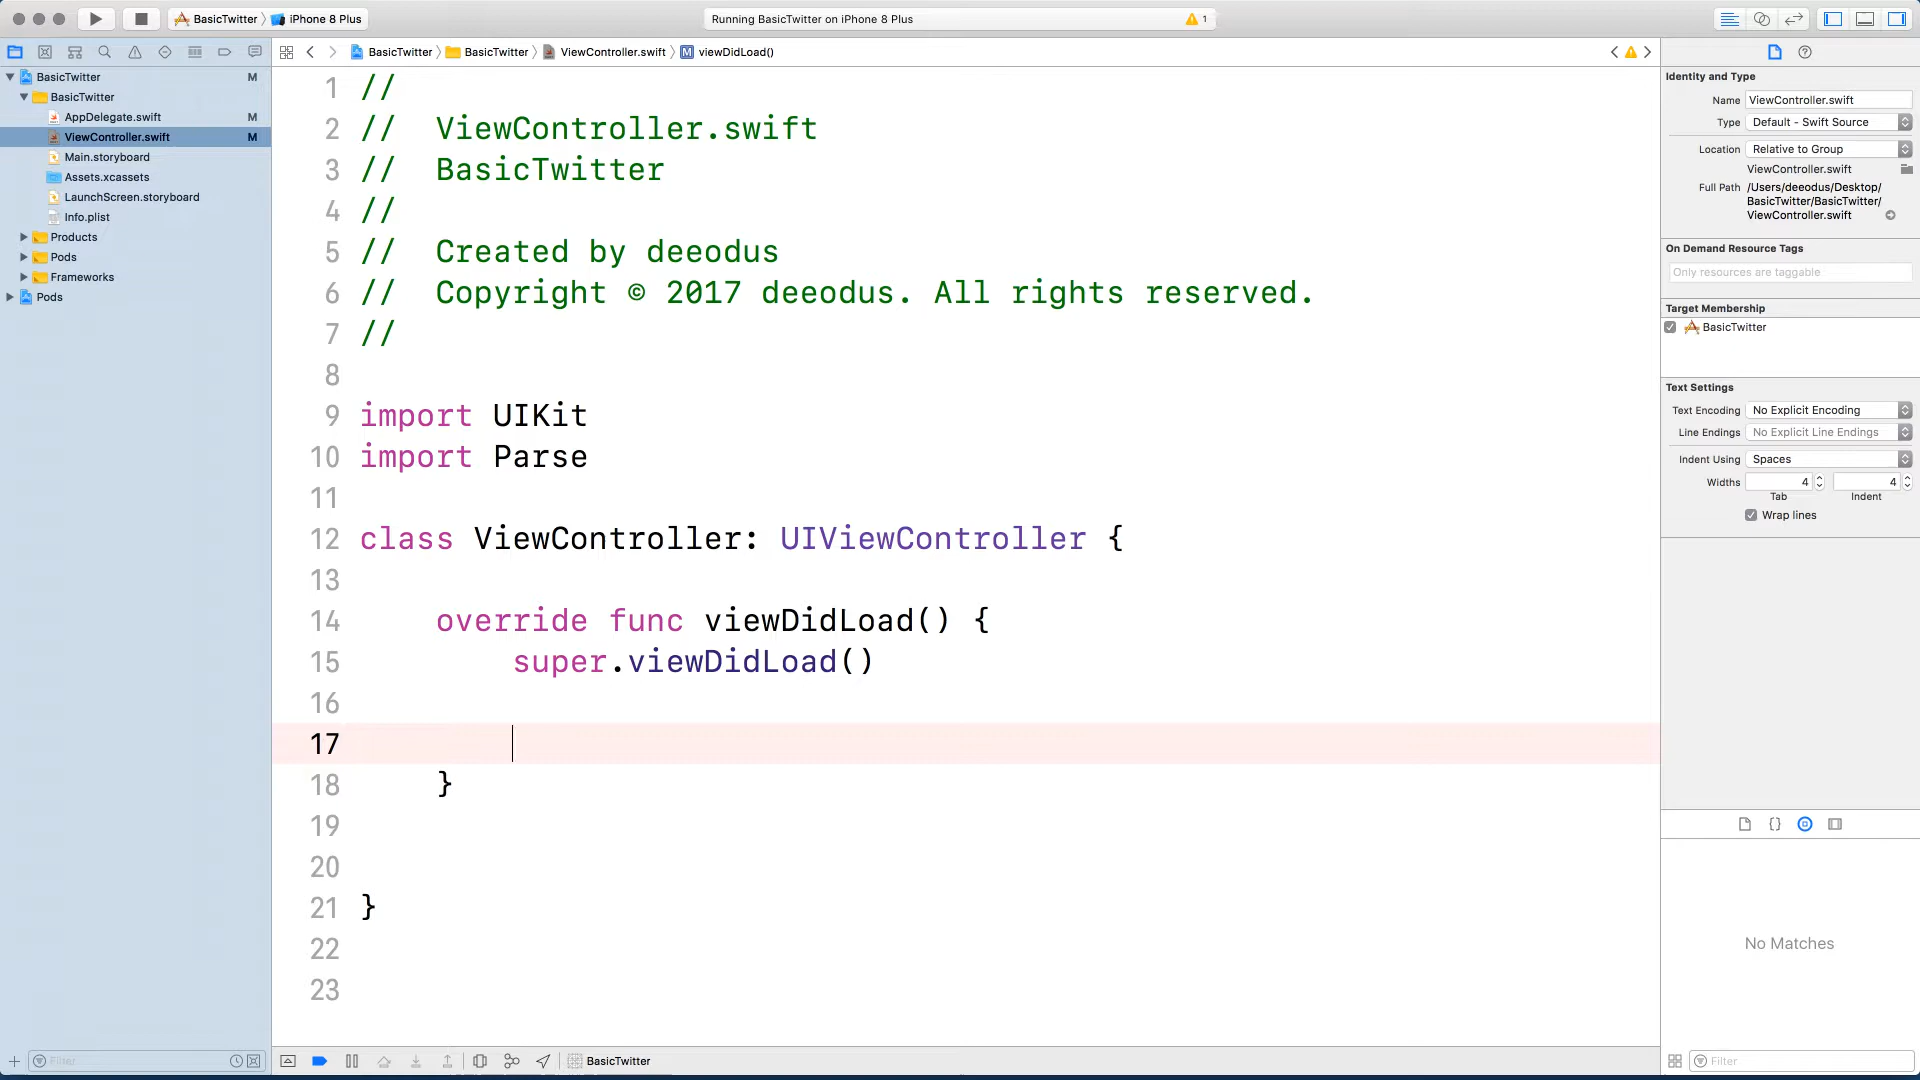 BasicTwitter iPhone 8 Plus
Running BasicTwitter on iPhone 8 Plus 1
BasicTwitter BasicTwitter ViewController.swift M viewDidLoad()
BasicTwitter M
BasicTwitter
AppDelegate.swift M
ViewController.swift M
Main.storyboard
Assets.xcassets
LaunchScreen.storyboard
Info.plist
Products
Pods
Frameworks
Pods
Filter
1 //
2 // ViewController.swift
3 // BasicTwitter
4 //
5 // Created by deeodus
6 // Copyright © 2017 deeodus. All rights reserved.
7 //
8
9 import UIKit
10 import Parse
11
12 class ViewController: UIViewController {
13
14 override func viewDidLoad() {
15 super.viewDidLoad()
16
17
18 }
19
20
21 }
22
23
BasicTwitter
Identity and Type
Name ViewController.swift
Type Default - Swift Source
Location Relative to Group
ViewController.swift
Full Path /Users/deeodus/Desktop/
BasicTwitter/BasicTwitter/
ViewController.swift
On Demand Resource Tags
Only resources are taggable
Target Membership
BasicTwitter
Text Settings
Text Encoding No Explicit Encoding
Line Endings No Explicit Line Endings
Indent Using Spaces
Widths 4 4
Tab Indent
Wrap lines
{}
No Matches
Filter